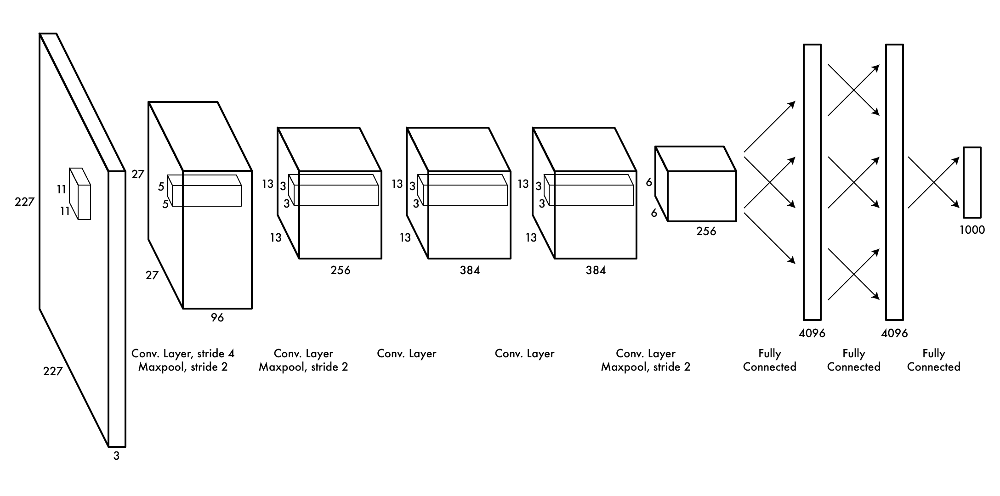 227
227
3
11
11
27
27
96
5
5
13
13
256
3
3
13
13
384
3
3
13
13
384
3
3
6
6
256
4096
4096
1000
Conv. Layer, stride 4
Maxpool, stride 2
Conv. Layer
Maxpool, stride 2
Conv. Layer
Conv. Layer
Conv. Layer
Maxpool, stride 2
Fully
Connected
Fully
Connected
Fully
Connected